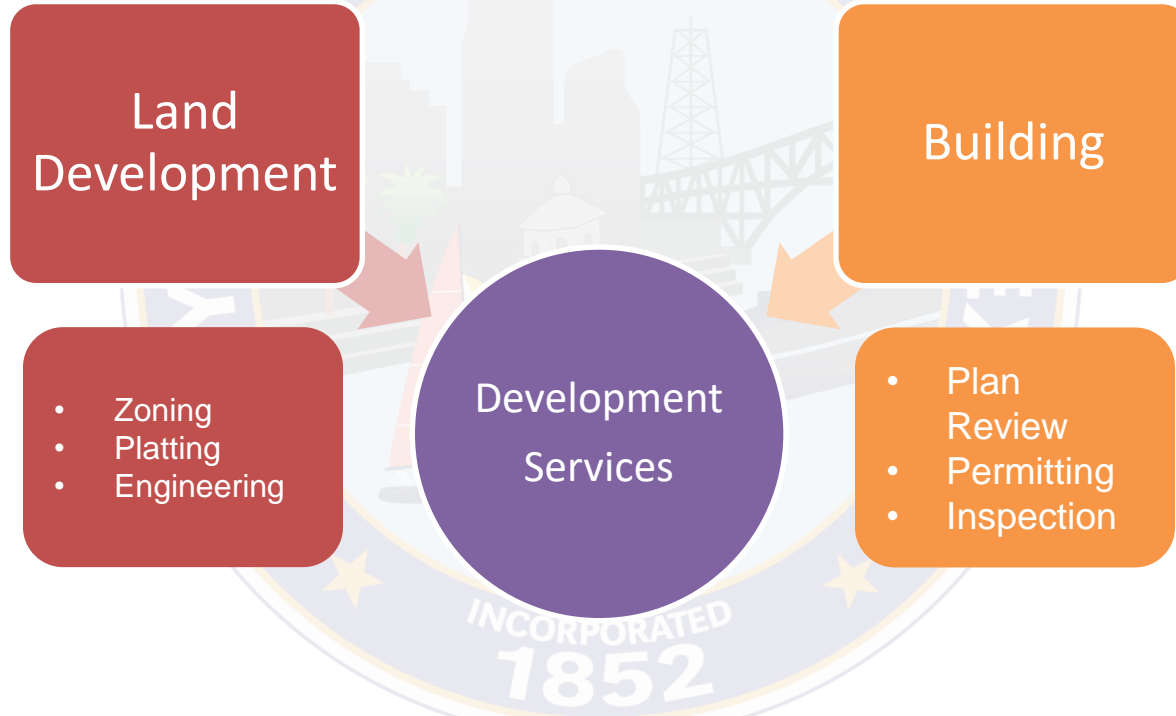 Land
Development
Building
• Zoning
• Platting
• Engineering
Development
Services
• Plan
Review
• Permitting
• Inspection
INCORPORATED
1852